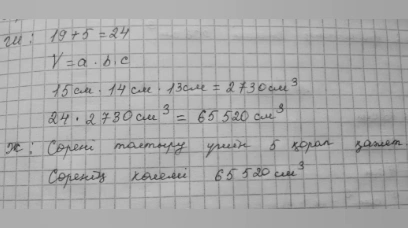 ш: 19 + 5 = 24
V = a · b · c
15 см · 14 см · 13 см = 2730 см³
24 · 2730 см³ = 65 520 см³
ж: Сөрені толтыру үшін 5 қорап қажет.
Сөренің көлемі 65 520 см³